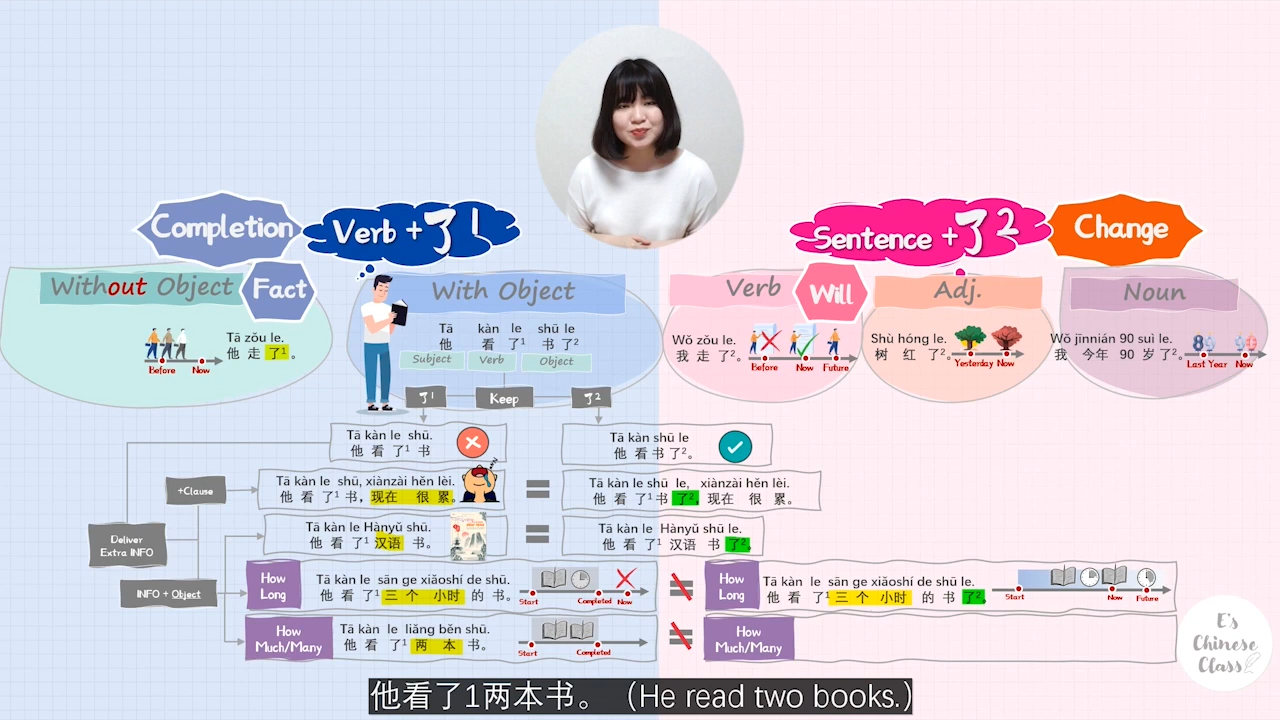 Completion
Verb +了1
Sentence +了2
Change
Without Object
Fact
With Object
Verb
Will
Adj.
Noun
Tā zǒu le.
他 走 了1 。
Before Now
Tā kàn le shū le
他 看 了1 书 了2
Subject Verb Object
了1 Keep 了2
Wǒ zǒu le.
我 走 了2。
Before Now Future
Shù hóng le.
树 红 了2。
Yesterday Now
Wǒ jīnnián 90 suì le.
我 今年 90 岁 了2。
Last Year Now
Tā kàn le shū.
他 看 了1 书
Tā kàn shū le
他 看 书 了2。
+Clause
Tā kàn le shū, xiànzài hěn lèi.
他 看 了1 书, 现在 很 累。
=
Tā kàn le shū le, xiànzài hěn lèi.
他 看 了1 书 了2, 现在 很 累。
Deliver
Extra INFO
Tā kàn le Hànyǔ shū.
他 看 了1 汉语 书。
=
Tā kàn le Hànyǔ shū le.
他 看 了1 汉语 书 了2。
INFO + Object
How
Long
Tā kàn le sān ge xiǎoshí de shū.
他 看 了1 三 个 小时 的 书。
Start Completed Now
How
Long
Tā kàn le sān ge xiǎoshí de shū le.
他 看 了1 三 个 小时 的 书 了2。
Start Now Future
How
Much/Many
Tā kàn le liǎng běn shū.
他 看 了1 两 本 书。
Start Completed
How
Much/Many
E's
Chinese
Class
他看了1两本书。（He read two books.）